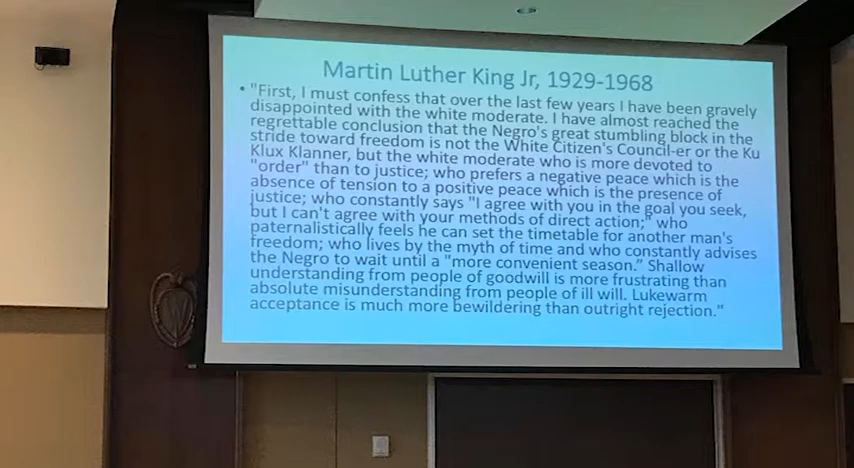 Martin Luther King Jr, 1929-1968
• "First, I must confess that over the last few years I have been gravely
disappointed with the white moderate. I have almost reached the
regrettable conclusion that the Negro's great stumbling block in the
stride toward freedom is not the White Citizen's Council-er or the Ku
Klux Klanner, but the white moderate who is more devoted to
"order" than to justice; who prefers a negative peace which is the
absence of tension to a positive peace which is the presence of
justice; who constantly says "I agree with you in the goal you seek,
but I can't agree with your methods of direct action;" who
paternalistically feels he can set the timetable for another man's
freedom; who lives by the myth of time and who constantly advises
the Negro to wait until a "more convenient season." Shallow
understanding from people of goodwill is more frustrating than
absolute misunderstanding from people of ill will. Lukewarm
acceptance is much more bewildering than outright rejection."
W